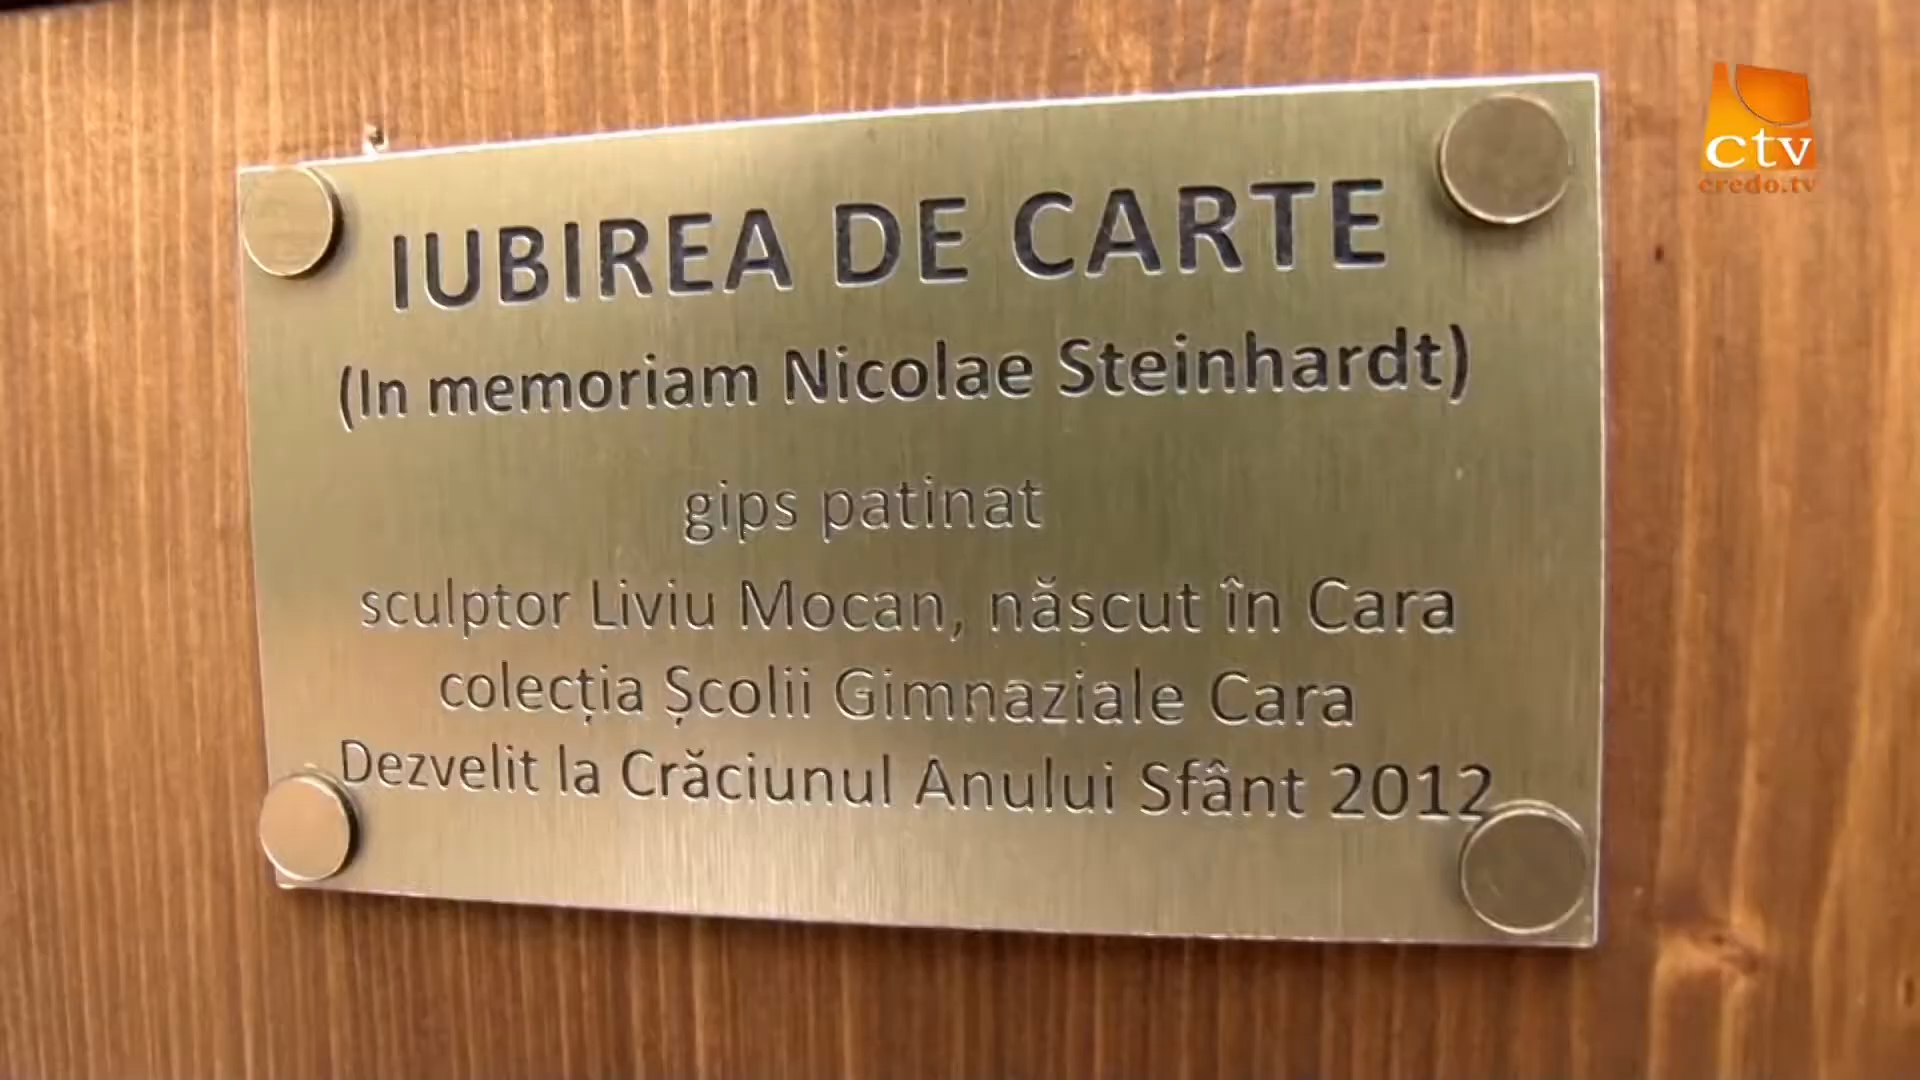 ctv
credo.tv
IUBIREA DE CARTE
(In memoriam Nicolae Steinhardt)
gips patinat
sculptor Liviu Mocan, născut în Cara
colecția Școlii Gimnaziale Cara
Dezvelit la Crăciunul Anului Sfânt 2012